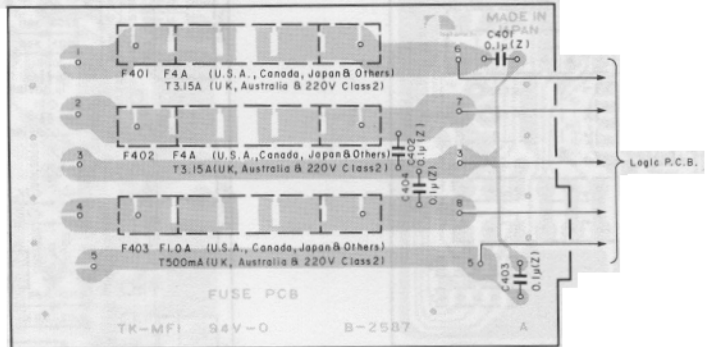 MADE IN
JAPAN
C401
0.1μ(Z)
1
6
F401 F4A (U.S.A., Canada, Japan & Others)
T3.15A (UK, Australia & 220V Class2)
2
7
F402 F4A (U.S.A., Canada, Japan & Others)
T3.15A (UK, Australia & 220V Class2)
C402
0.1μ(Z)
3
3
Logic P.C.B.
C404
0.1μ(Z)
4
8
F403 F1.0A (U.S.A., Canada, Japan & Others)
T500mA (UK, Australia & 220V Class2)
5
5
C403
0.1μ(Z)
FUSE PCB
TK-MF1 94V-0 B-2587 A